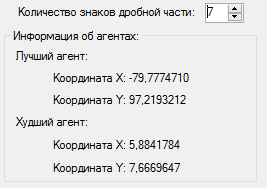 Количество знаков дробной части: 7
Информация об агентах:
Лучший агент:
Координата X: -79,7774710
Координата Y: 97,2193212
Худший агент:
Координата X: 5,8841784
Координата Y: 7,6669647